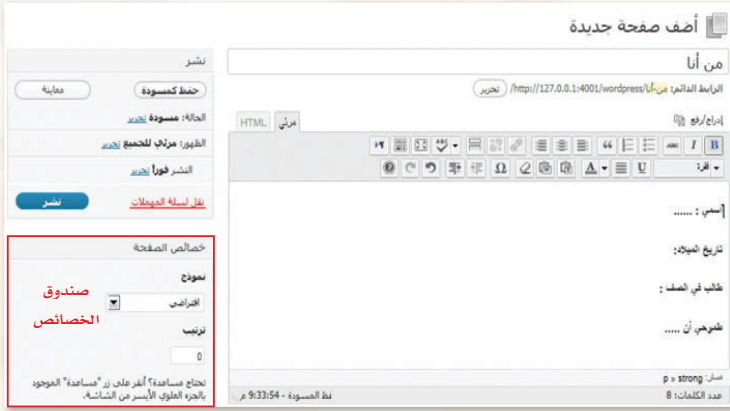 أضف صفحة جديدة
من أنا
الرابط الدائم: http://127.0.0.1:4001/wordpress/من-أنا/ تحرير
إدراج/رفع
مرئي HTML
B I ABC
فقرة U A Ω
أسمي : ......
تاريخ الميلاد:
طالب في الصف :
طموحي أن .....
مسار: p » strong
عدد الكلمات: 8
فظ المسودة - 9:33:54 م
نشر
حفظ كمسودة معاينة
الحالة: مسودة تحرير
الظهور: مرئي للجميع تحرير
النشر فوراً تحرير
نقل لسلة المهملات نشر
خصائص الصفحة
نموذج
افتراضي
ترتيب
0
تحتاج مساعدة؟ أنقر على زر "مساعدة" الموجود
بالجزء العلوي الأيسر من الشاشة.
صندوق
الخصائص